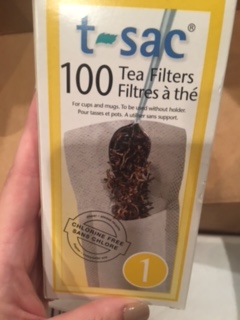 t-sac®
100 Tea Filters
Filtres à thé
For cups and mugs. To be used without holder.
Pour tasses et pots. A utiliser sans support.
CHLORINE FREE
SANS CHLORE
1